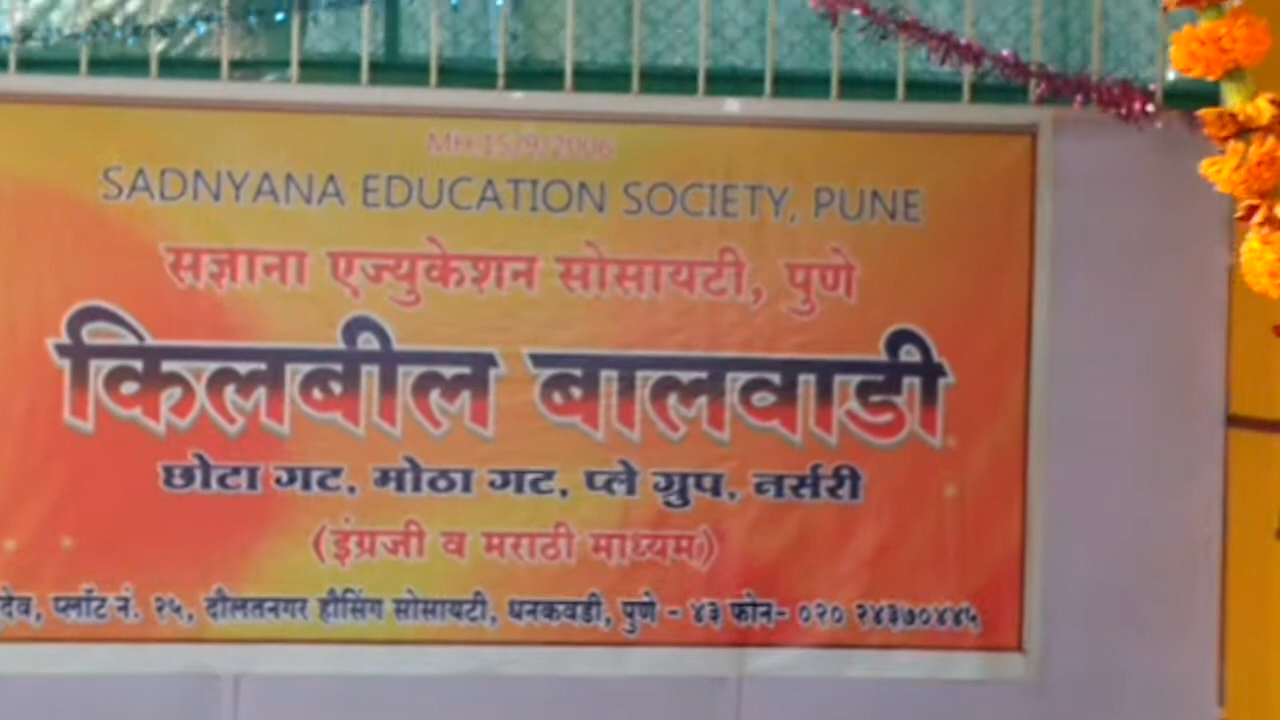 SADNYANA EDUCATION SOCIETY, PUNE
सज्ञाना एज्युकेशन सोसायटी, पुणे
किलबील बालवाडी
छोटा गट, मोठा गट, प्ले ग्रुप, नर्सरी
(इंग्रजी व मराठी माध्यम)
देव, प्लॉट नं. २५, दौलतनगर हौसिंग सोसायटी, धनकवडी, पुणे - ४३ फोन- ०२० २४३७०४४५